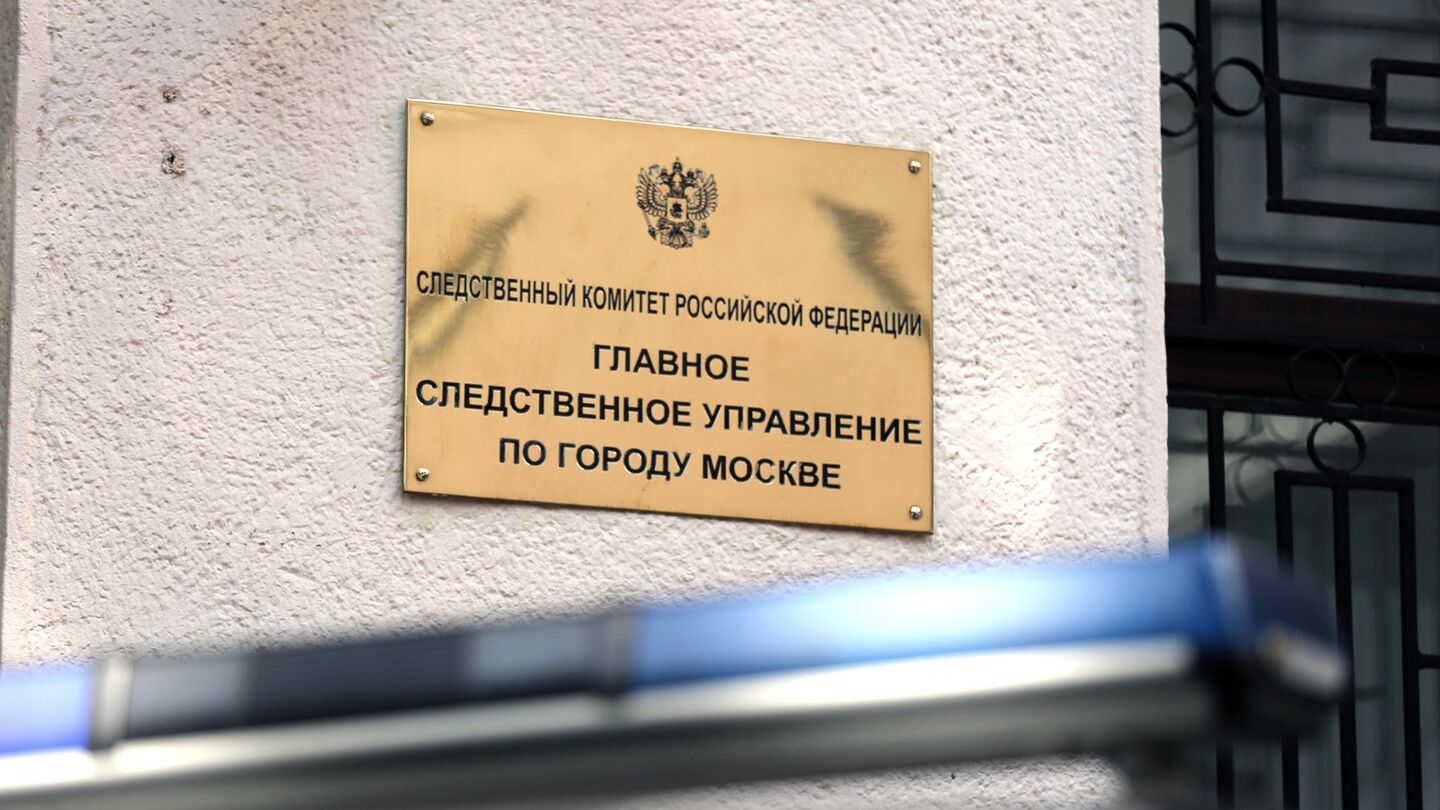 СЛЕДСТВЕННЫЙ КОМИТЕТ РОССИЙСКОЙ ФЕДЕРАЦИИ
ГЛАВНОЕ
СЛЕДСТВЕННОЕ УПРАВЛЕНИЕ
ПО ГОРОДУ МОСКВЕ